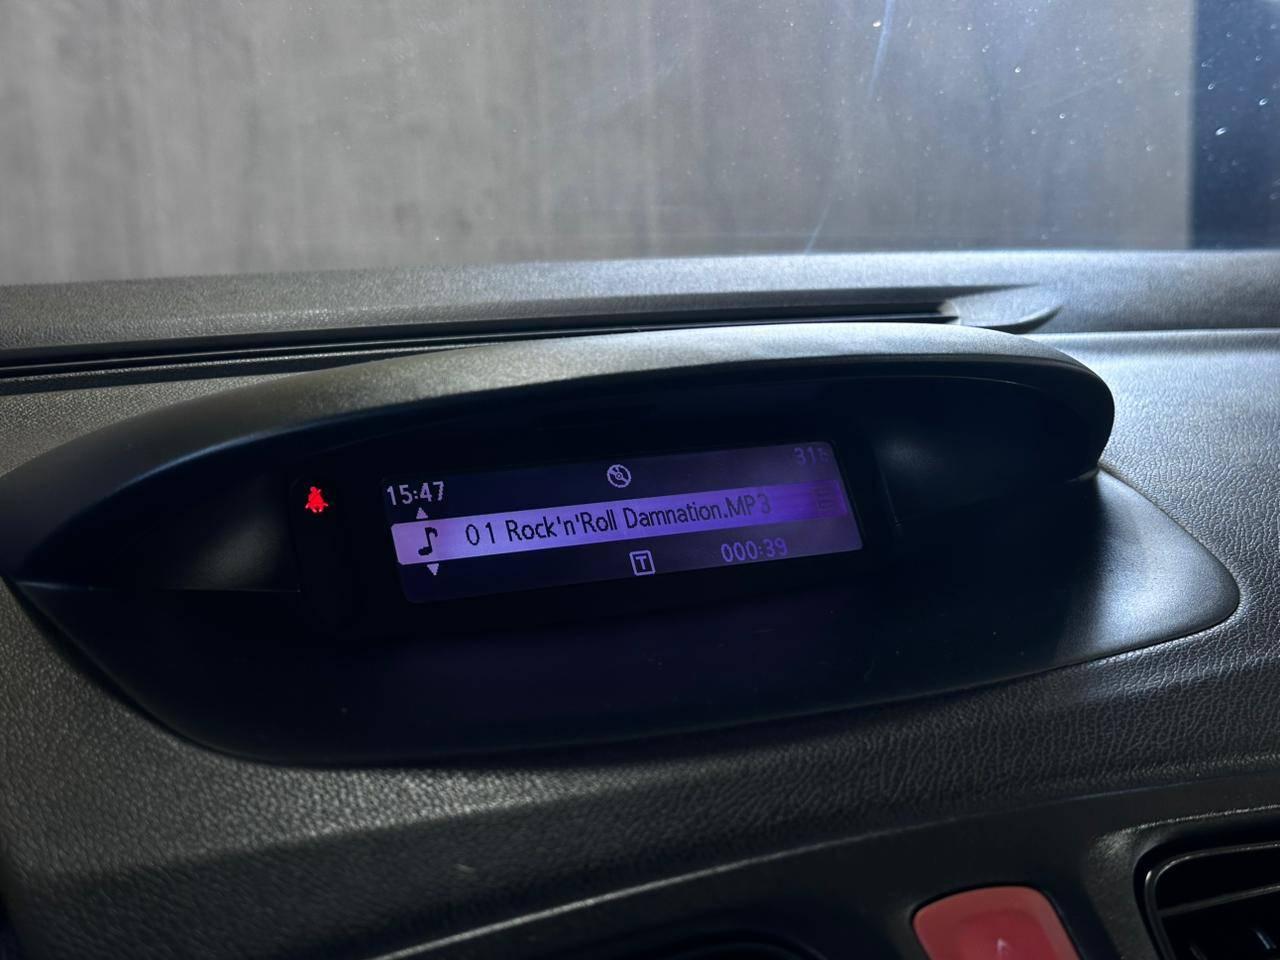 15:47
01 Rock'n'Roll Damnation.MP3
T 000:39